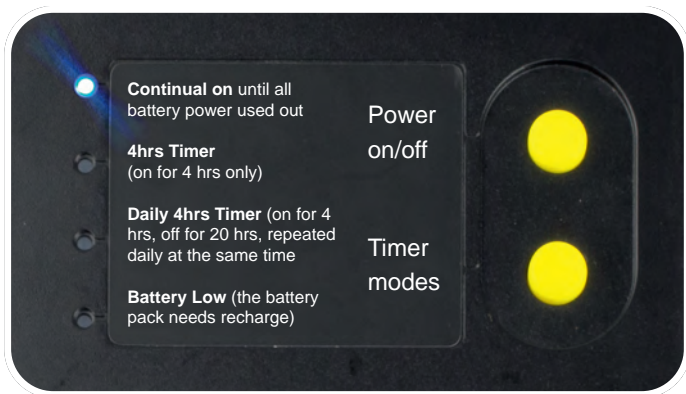 Continual on until all
battery power used out
4hrs Timer
(on for 4 hrs only)
Daily 4hrs Timer (on for 4
hrs, off for 20 hrs, repeated
daily at the same time
Battery Low (the battery
pack needs recharge)
Power
on/off
Timer
modes